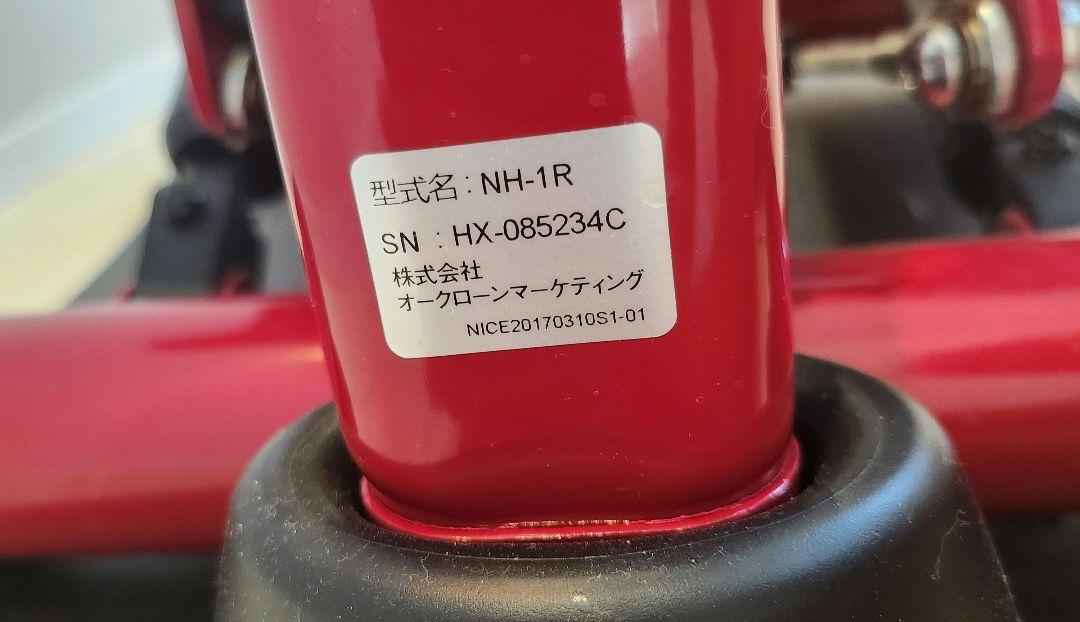 型式名 : NH-1R
SN : HX-085234C
株式会社
オークローンマーケティング
NICE20170310S1-01